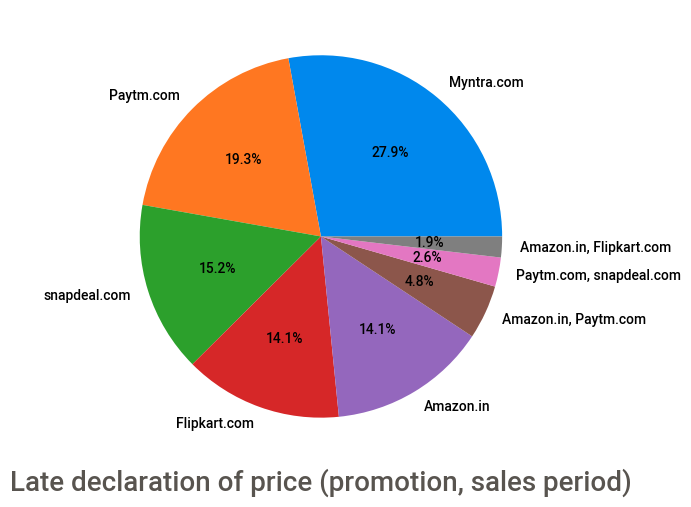 Myntra.com
27.9%
Paytm.com
19.3%
snapdeal.com
15.2%
Flipkart.com
14.1%
Amazon.in
14.1%
Amazon.in, Paytm.com
4.8%
Paytm.com, snapdeal.com
2.6%
Amazon.in, Flipkart.com
1.9%
Late declaration of price (promotion, sales period)